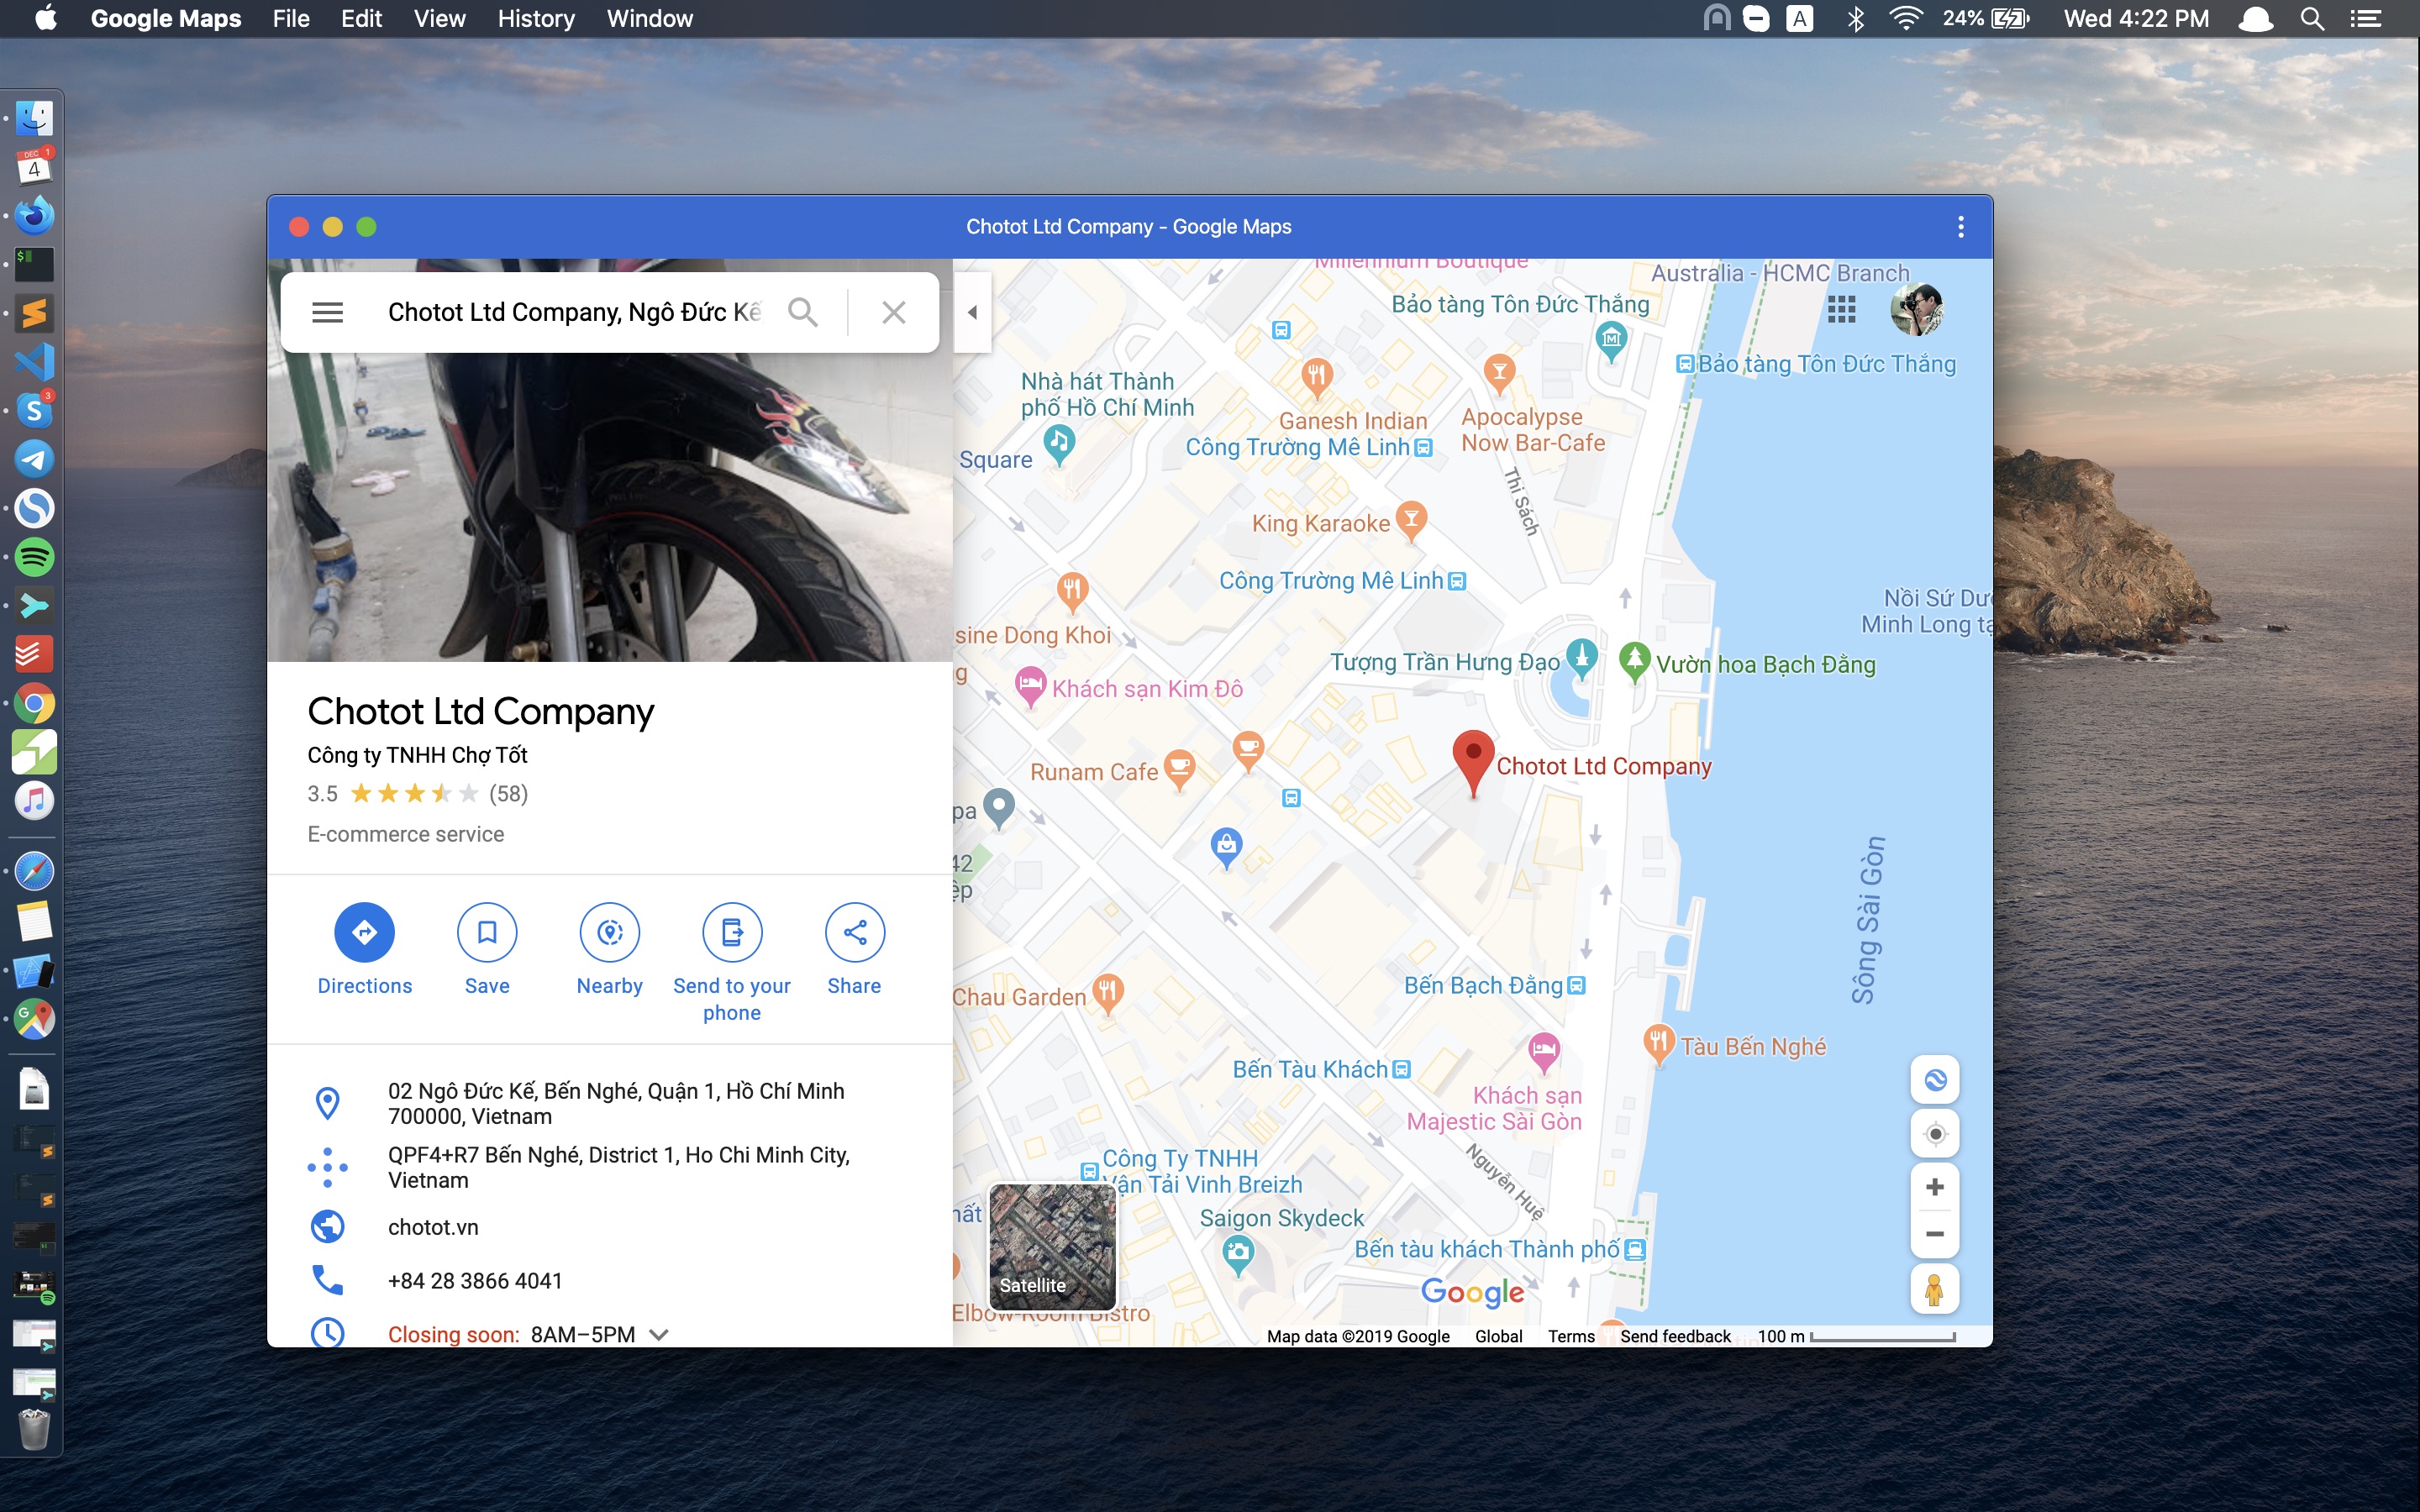 Google Maps File Edit View History Window
A 24% Wed 4:22 PM
DEC 1
4
$
S 3
G
Chotot Ltd Company - Google Maps
Chotot Ltd Company, Ngô Đức Kế
Chotot Ltd Company
Công ty TNHH Chợ Tốt
3.5 (58)
E-commerce service
Directions
Save
Nearby
Send to your
phone
Share
02 Ngô Đức Kế, Bến Nghé, Quận 1, Hồ Chí Minh
700000, Vietnam
QPF4+R7 Bến Nghé, District 1, Ho Chi Minh City,
Vietnam
chotot.vn
+84 28 3866 4041
Closing soon: 8AM–5PM
Millennium Boutique
Australia - HCMC Branch
Bảo tàng Tôn Đức Thắng
Bảo tàng Tôn Đức Thắng
Nhà hát Thành
phố Hồ Chí Minh
Ganesh Indian
Apocalypse
Now Bar-Cafe
Công Trường Mê Linh
Square
Thi Sách
King Karaoke
Công Trường Mê Linh
Nồi Sứ Dư
Minh Long tạ
sine Dong Khoi
g
Tượng Trần Hưng Đạo
Vườn hoa Bạch Đằng
Khách sạn Kim Đô
Runam Cafe
Chotot Ltd Company
pa
42
ệp
Sông Sài Gòn
Chau Garden
Bến Bạch Đằng
Tàu Bến Nghé
Bến Tàu Khách
Khách sạn
Majestic Sài Gòn
Nguyễn Huệ
Công Ty TNHH
Vận Tải Vinh Breizh
hất
Saigon Skydeck
Bến tàu khách Thành phố
Satellite
Google
Elbow Room Bistro
Map data ©2019 Google Global Terms Send feedback 100 m